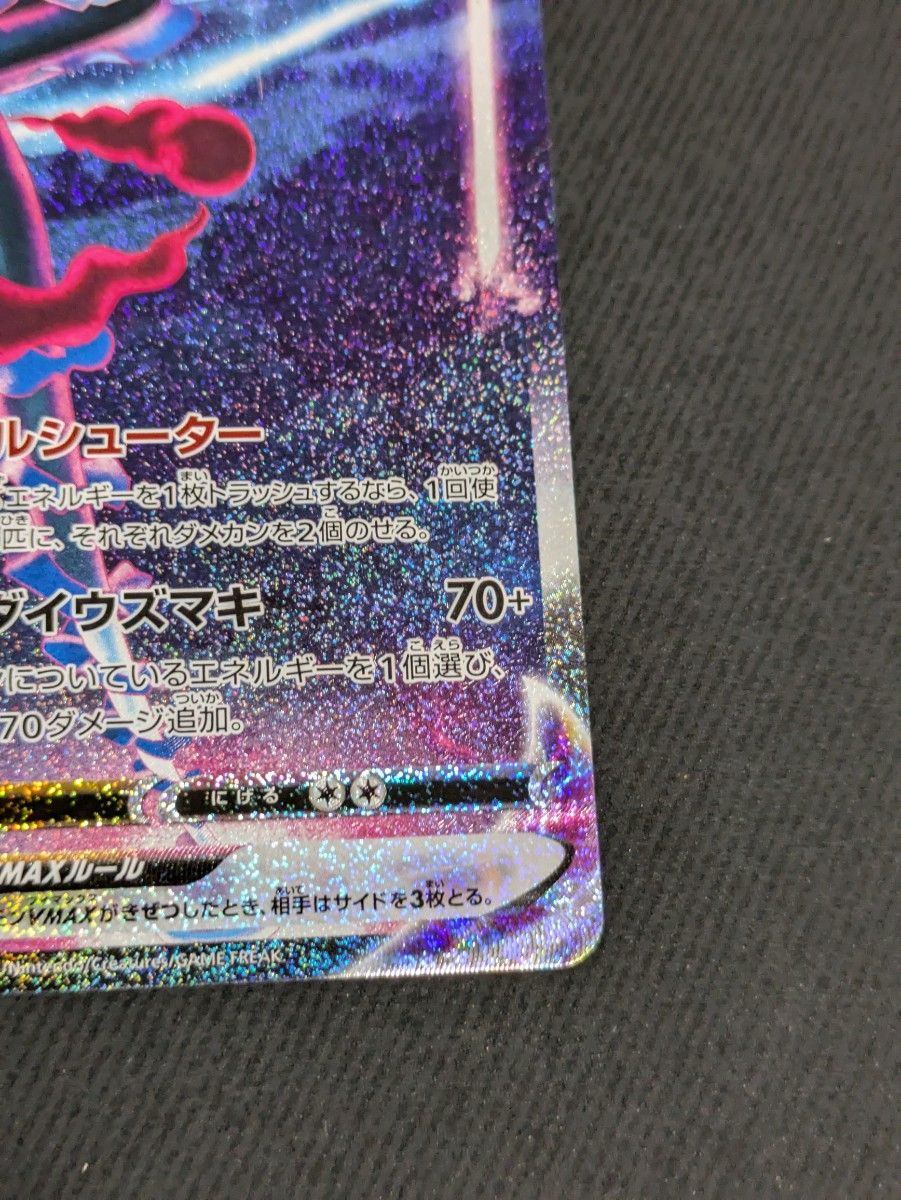 ルシューター
エネルギーを1枚トラッシュするなら、1回使
匹に、それぞれダメカンを2個のせる。
ダイウズマキ 70+
についているエネルギーを1個選び、
70ダメージ追加。
にげる
MAXルール
VMAXがきぜつしたとき、相手はサイドを3枚とる。
/Nintendo/Creatures/GAME FREAK.